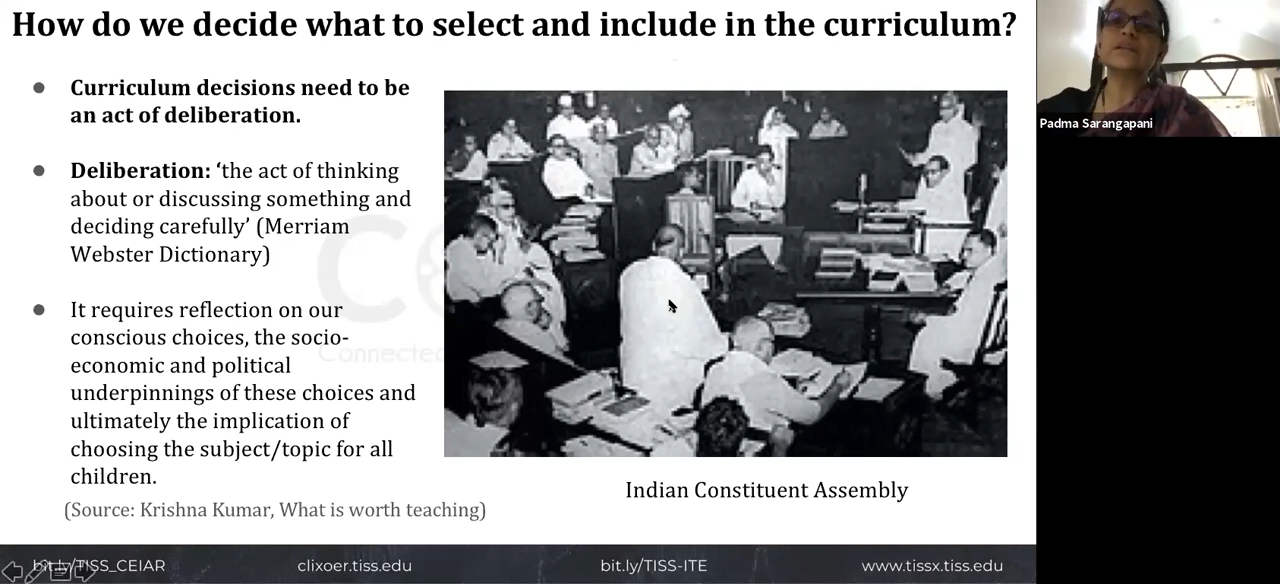 How do we decide what to select and include in the curriculum?
● Curriculum decisions need to be
an act of deliberation.
● Deliberation: ‘the act of thinking
about or discussing something and
deciding carefully’ (Merriam
Webster Dictionary)
● It requires reflection on our
conscious choices, the socio-
economic and political
underpinnings of these choices and
ultimately the implication of
choosing the subject/topic for all
children.
(Source: Krishna Kumar, What is worth teaching)
Connected
Indian Constituent Assembly
Padma Sarangapani
bit.ly/TISS_CEIAR clixoer.tiss.edu bit.ly/TISS-ITE www.tissx.tiss.edu